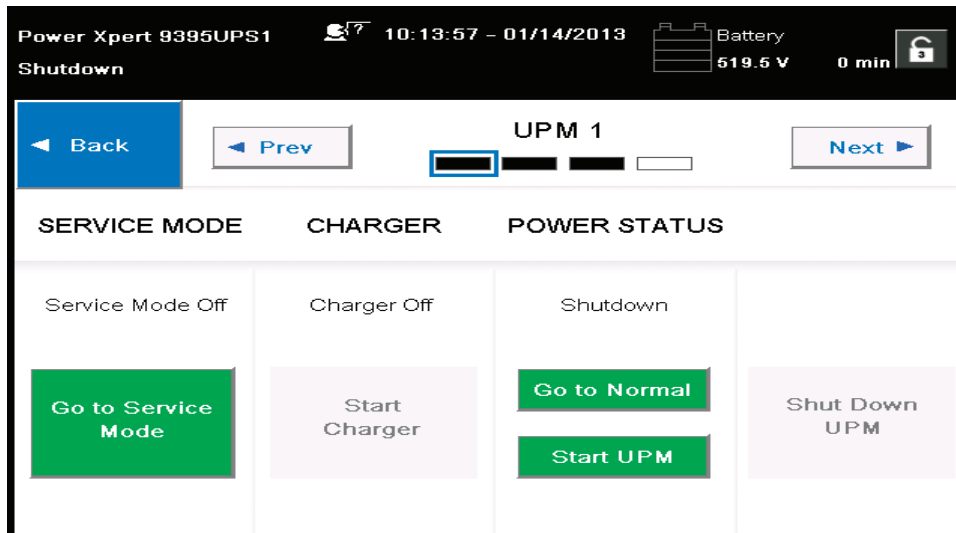 Power Xpert 9395UPS1
? 10:13:57 - 01/14/2013
Battery
Shutdown
519.5 V 0 min
3
Back
Prev
UPM 1
Next
SERVICE MODE CHARGER POWER STATUS
Service Mode Off
Charger Off
Shutdown
Go to Service
Mode
Start
Charger
Go to Normal
Start UPM
Shut Down
UPM